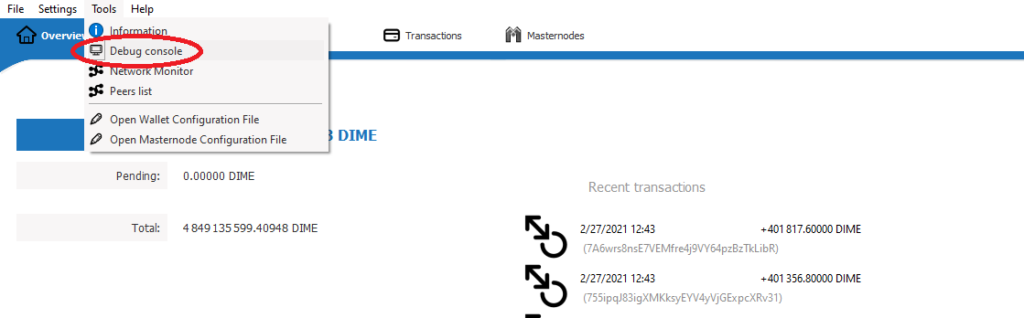 File Settings Tools Help
Overview
Information
Debug console
Network Monitor
Peers list
Open Wallet Configuration File
Open Masternode Configuration File
Transactions
Masternodes
DIME
Pending: 0.00000 DIME
Total: 4 849 135 599.40948 DIME
Recent transactions
2/27/2021 12:43 +401 817.60000 DIME
(7A6wrs8nsE7VEMfre4j9VY64pzBzTkLibR)
2/27/2021 12:43 +401 356.80000 DIME
(755ipqJ83igXMKksyEYV4yVjGExpcXRv31)